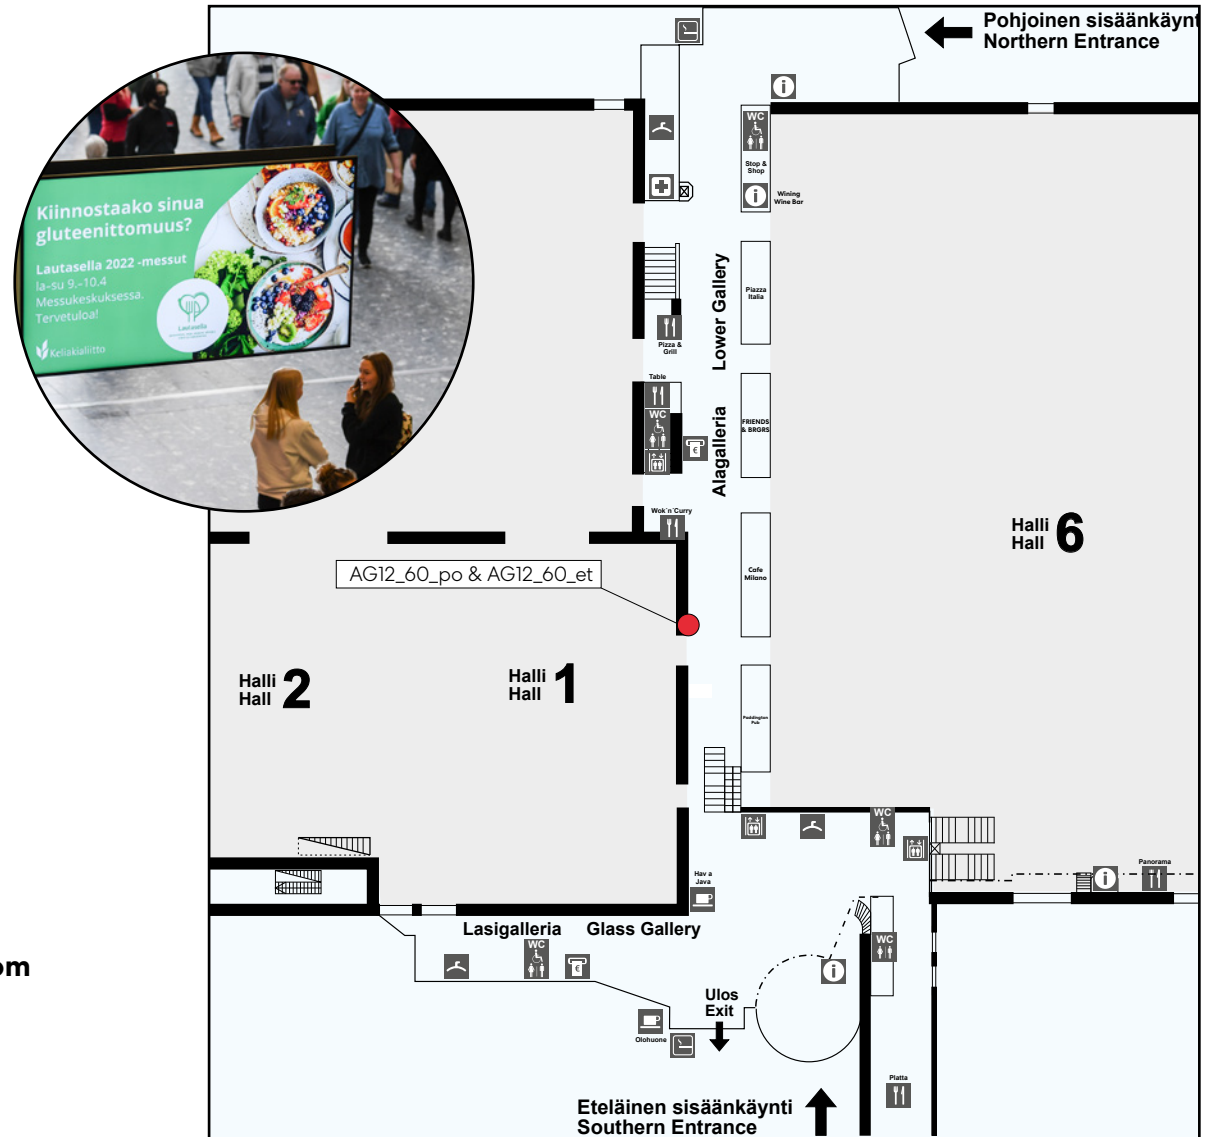 Pohjoinen sisäänkäynt
Northern Entrance
Kiinnostaako sinua
gluteenittomuus?
Lautasella 2022 -messut
la-su 9.-10.4
Messukeskuksessa.
Tervetuloa!
Lautasella
Keliakialiitto
WC
Stop &
Shop
Wining
Wine Bar
Lower Gallery
Alagalleria
Piazza
Italia
Pizza &
Grill
Table
WC
€
FRIENDS
& BRGRS
Wok´n´Curry
Cafe
Milano
Halli
Hall 6
AG12_60_po & AG12_60_et
Halli
Hall 2
Halli
Hall 1
Paddington
Pub
WC
Panorama
Hav a
Java
Lasigalleria
Glass Gallery
WC
€
WC
om
Ulos
Exit
Olohuone
Platta
Eteläinen sisäänkäynti
Southern Entrance